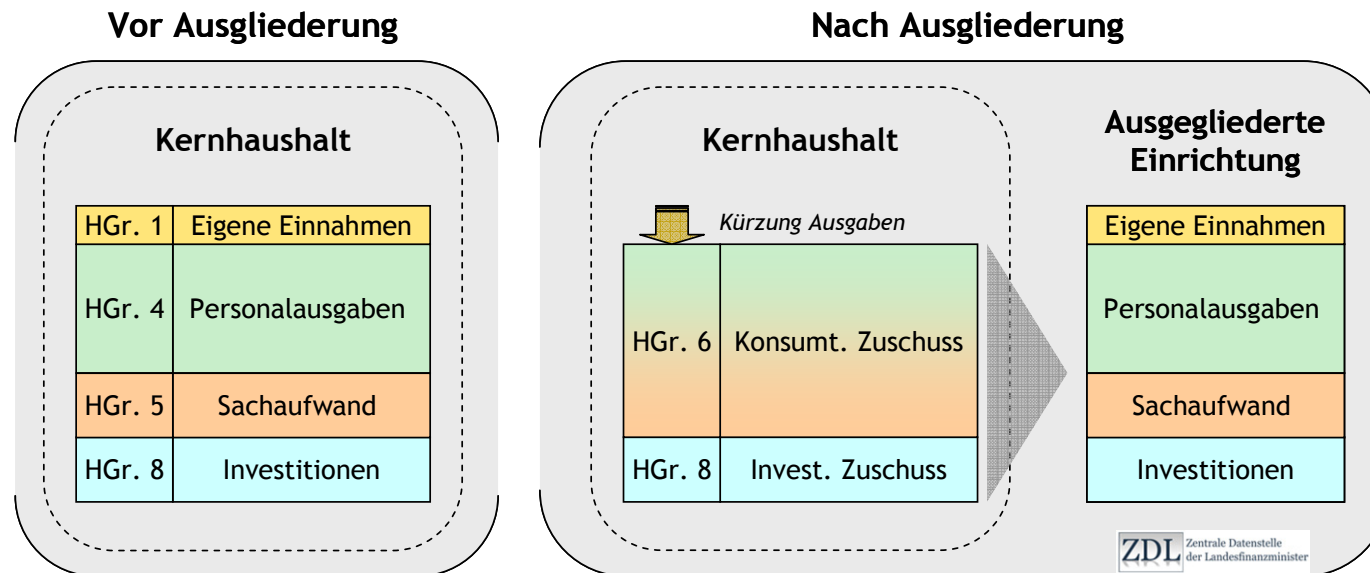 Vor Ausgliederung
Kernhaushalt
HGr. 1 Eigene Einnahmen
HGr. 4 Personalausgaben
HGr. 5 Sachaufwand
HGr. 8 Investitionen
Nach Ausgliederung
Kernhaushalt
Kürzung Ausgaben
HGr. 6 Konsumt. Zuschuss
HGr. 8 Invest. Zuschuss
Ausgegliederte
Einrichtung
Eigene Einnahmen
Personalausgaben
Sachaufwand
Investitionen
ZDL Zentrale Datenstelle
der Landesfinanzminister